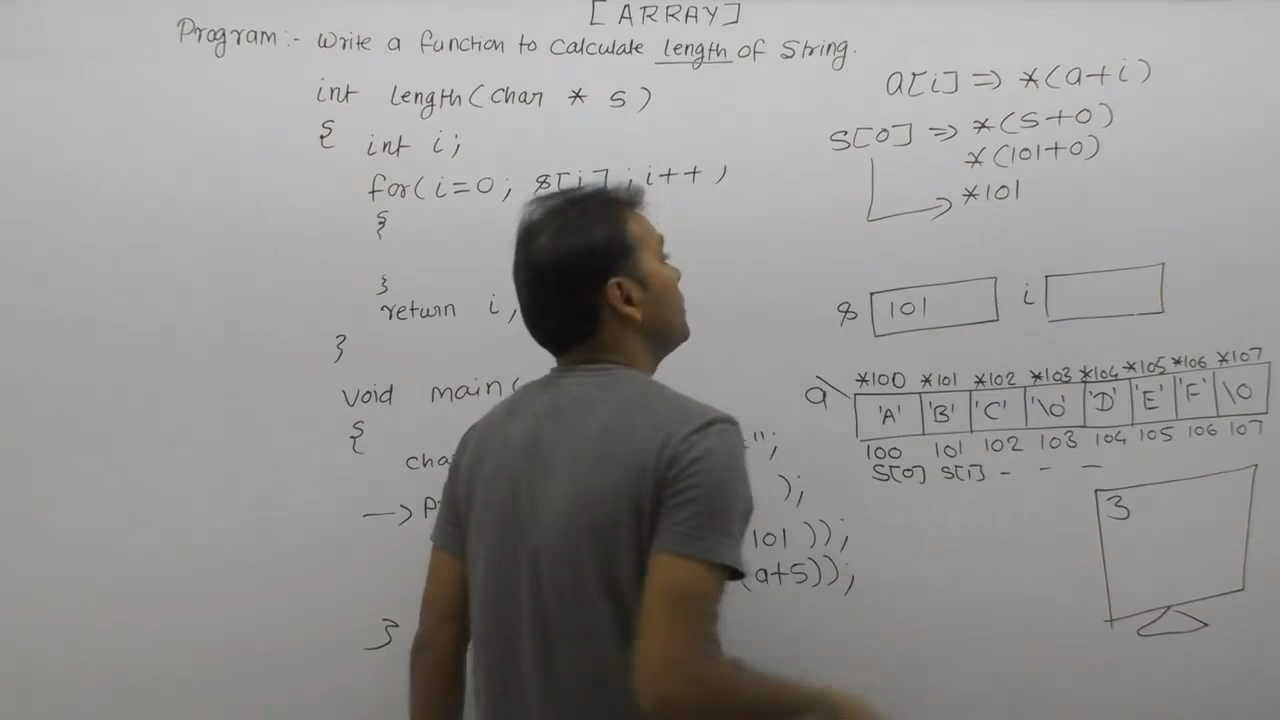 [ARRAY]
Program:- Write a function to Calculate length of String.
int length(char * s)
{ int i;
for(i=0; s[i]; i++)
{
}
return i,
}
void main(
{
cha ";
→ );
101 ));
(a+5));
}
a[i] => *(a+i)
s[0] => *(s+0)
*(101+0)
*101
s 101 i
a *100 *101 *102 *103 *104 *105 *106 *107
'A' 'B' 'C' '\0' 'D' 'E' 'F' \0
100 101 102 103 104 105 106 107
s[0] s[1] - - -
3